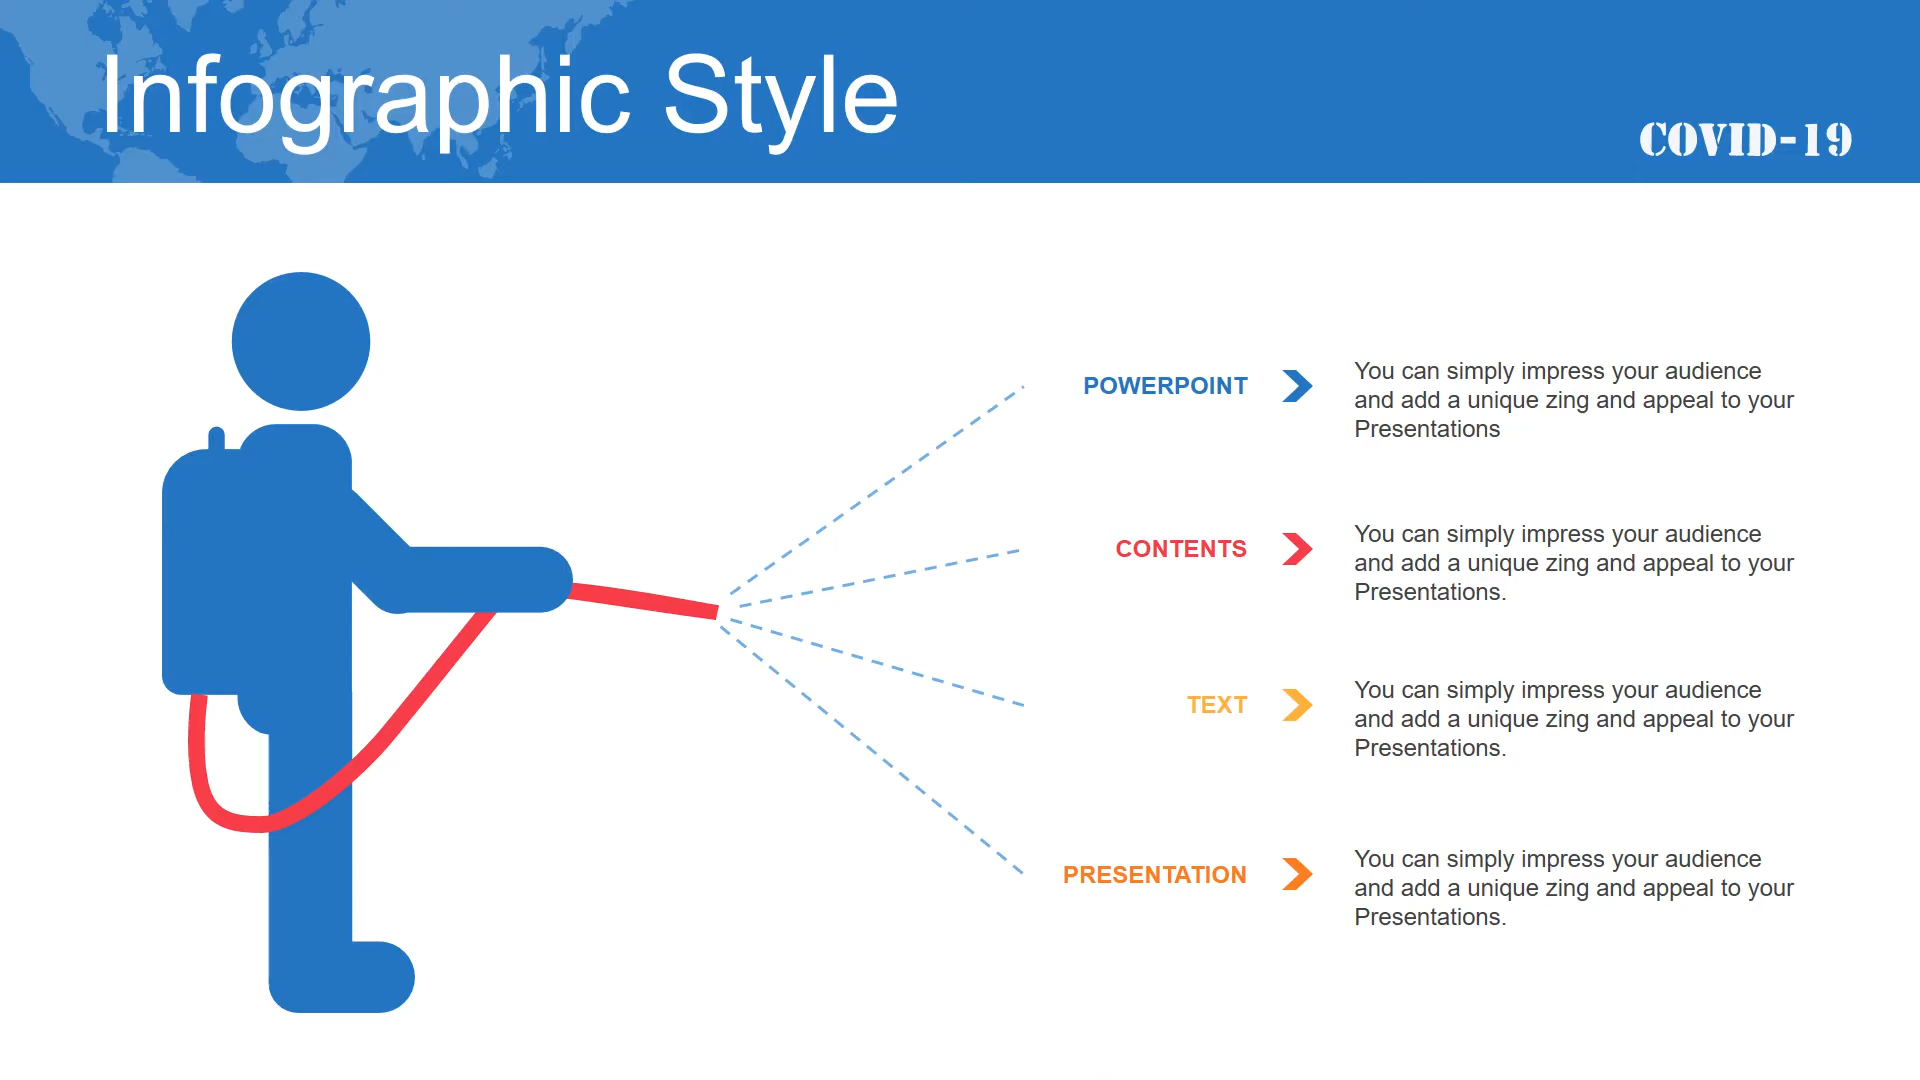 Infographic Style
COVID-19
POWERPOINT
You can simply impress your audience
and add a unique zing and appeal to your
Presentations
CONTENTS
You can simply impress your audience
and add a unique zing and appeal to your
Presentations.
TEXT
You can simply impress your audience
and add a unique zing and appeal to your
Presentations.
PRESENTATION
You can simply impress your audience
and add a unique zing and appeal to your
Presentations.